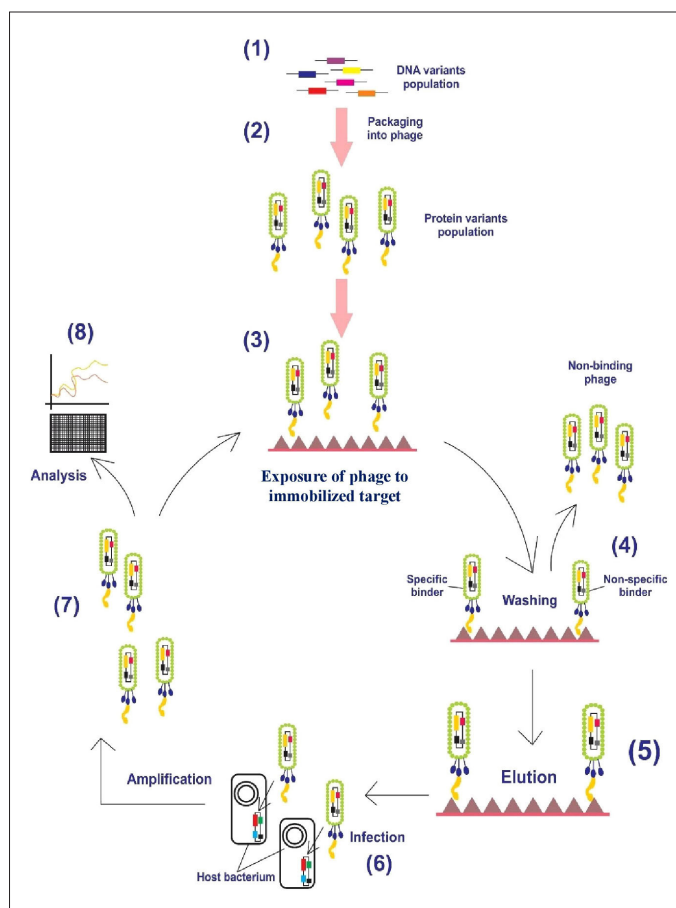 (1)
DNA variants
population
(2)
Packaging
into phage
Protein variants
population
(3)
(8)
Non-binding
phage
Analysis
Exposure of phage to
immobilized target
(4)
Specific
binder
Washing
Non-specific
binder
(7)
(5)
Elution
Amplification
Infection
(6)
Host bacterium